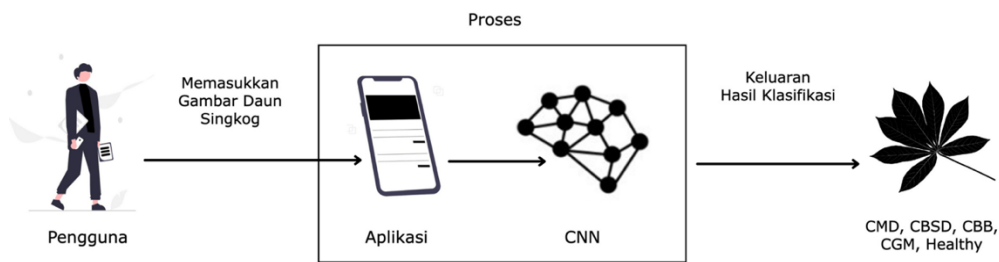 Proses
Memasukkan
Gambar Daun
Singkog
Keluaran
Hasil Klasifikasi
Pengguna
Aplikasi
CNN
CMD, CBSD, CBB,
CGM, Healthy